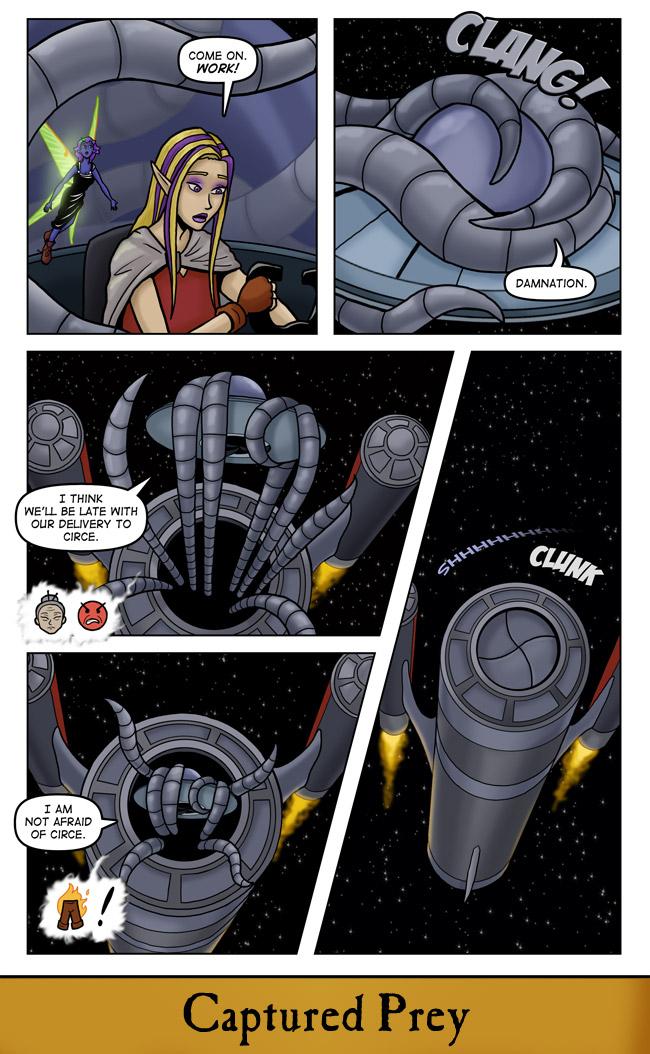 COME ON.
WORK!
CLANG!
DAMNATION.
I THINK
WE'LL BE LATE WITH
OUR DELIVERY TO
CIRCE.
!
I AM
NOT AFRAID
OF CIRCE.
SHHHHHHKHH
CLUNK
Captured Prey